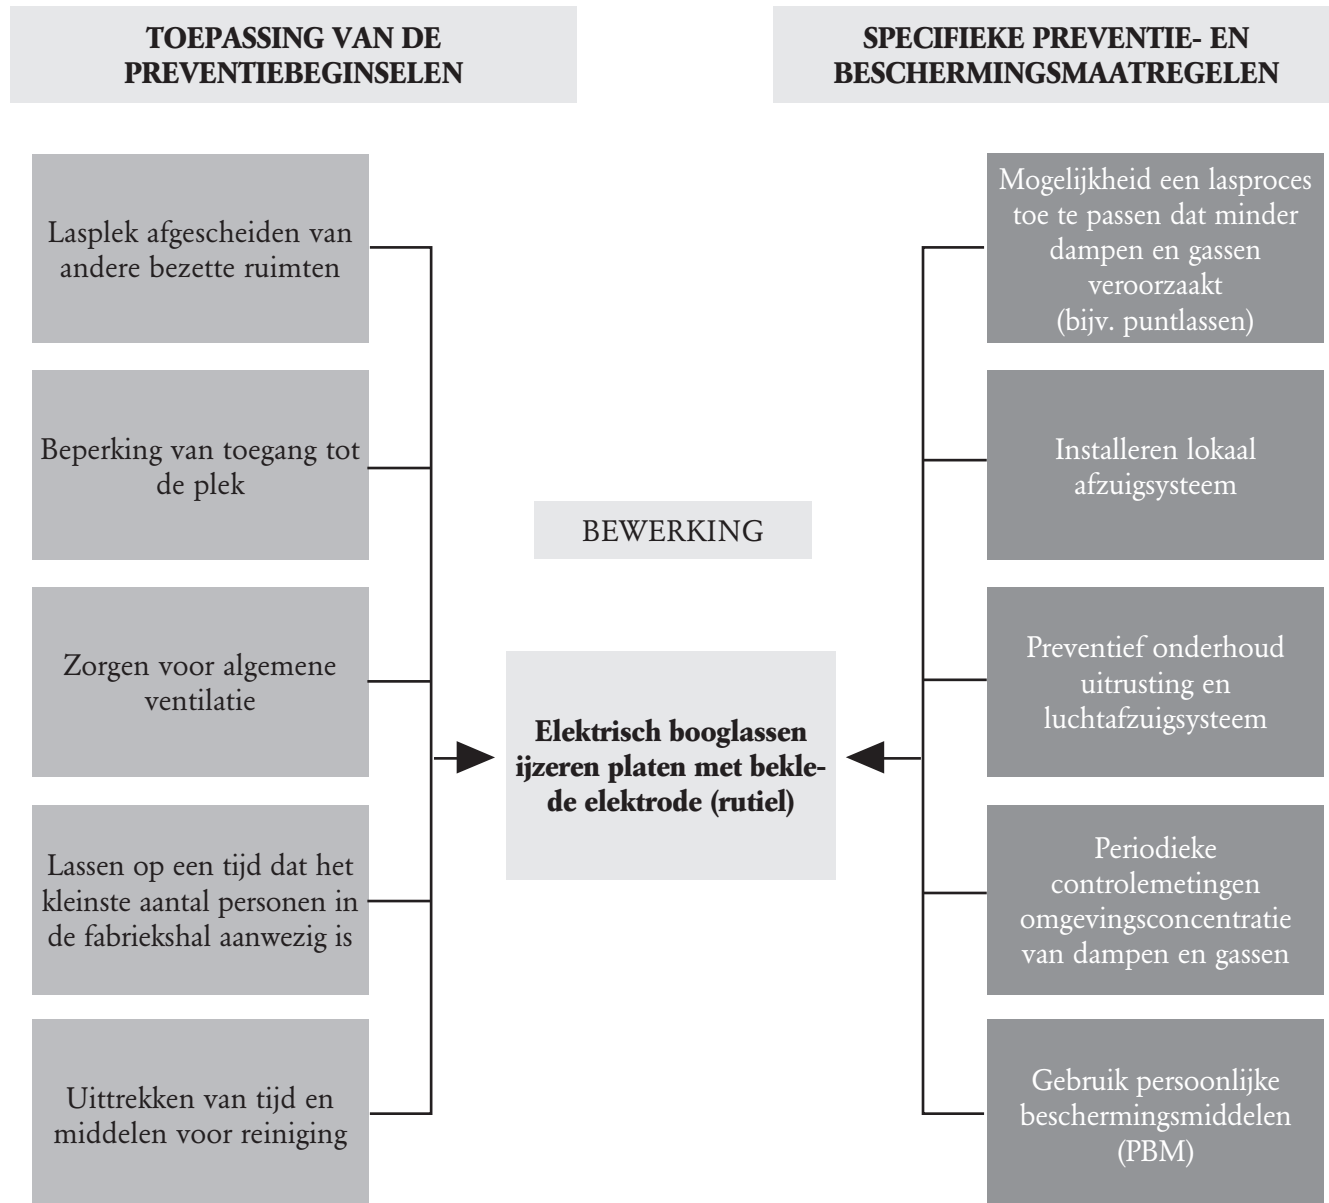 TOEPASSING VAN DE
PREVENTIEBEGINSELEN
Lasplek afgescheiden van
andere bezette ruimten
Beperking van toegang tot
de plek
Zorgen voor algemene
ventilatie
Lassen op een tijd dat het
kleinste aantal personen in
de fabriekshal aanwezig is
Uittrekken van tijd en
middelen voor reiniging
BEWERKING
Elektrisch booglassen
ijzeren platen met bekle-
de elektrode (rutiel)
SPECIFIEKE PREVENTIE- EN
BESCHERMINGSMAATREGELEN
Mogelijkheid een lasproces
toe te passen dat minder
dampen en gassen
veroorzaakt
(bijv. puntlassen)
Installeren lokaal
afzuigsysteem
Preventief onderhoud
uitrusting en
luchtafzuigsysteem
Periodieke
controlemetingen
omgevingsconcentratie
van dampen en gassen
Gebruik persoonlijke
beschermingsmiddelen
(PBM)